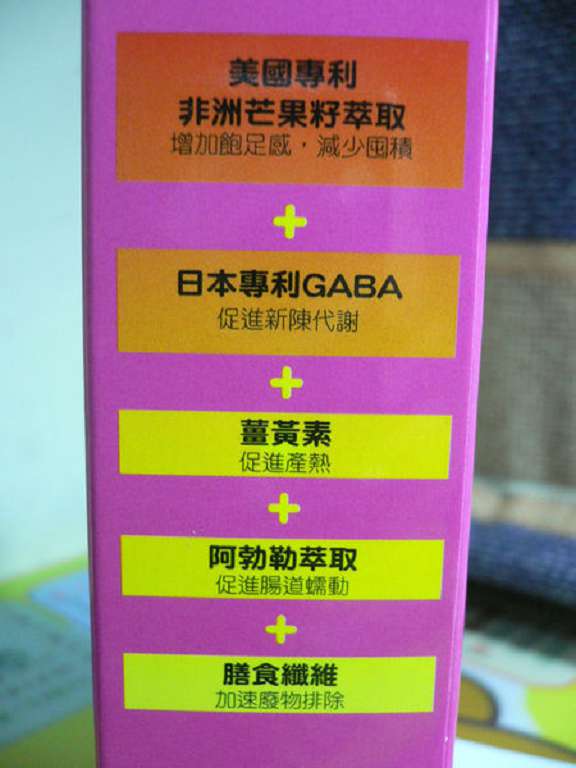 美國專利
非洲芒果籽萃取
增加飽足感，減少囤積
+
日本專利GABA
促進新陳代謝
+
薑黃素
促進產熱
+
阿勃勒萃取
促進腸道蠕動
+
膳食纖維
加速廢物排除